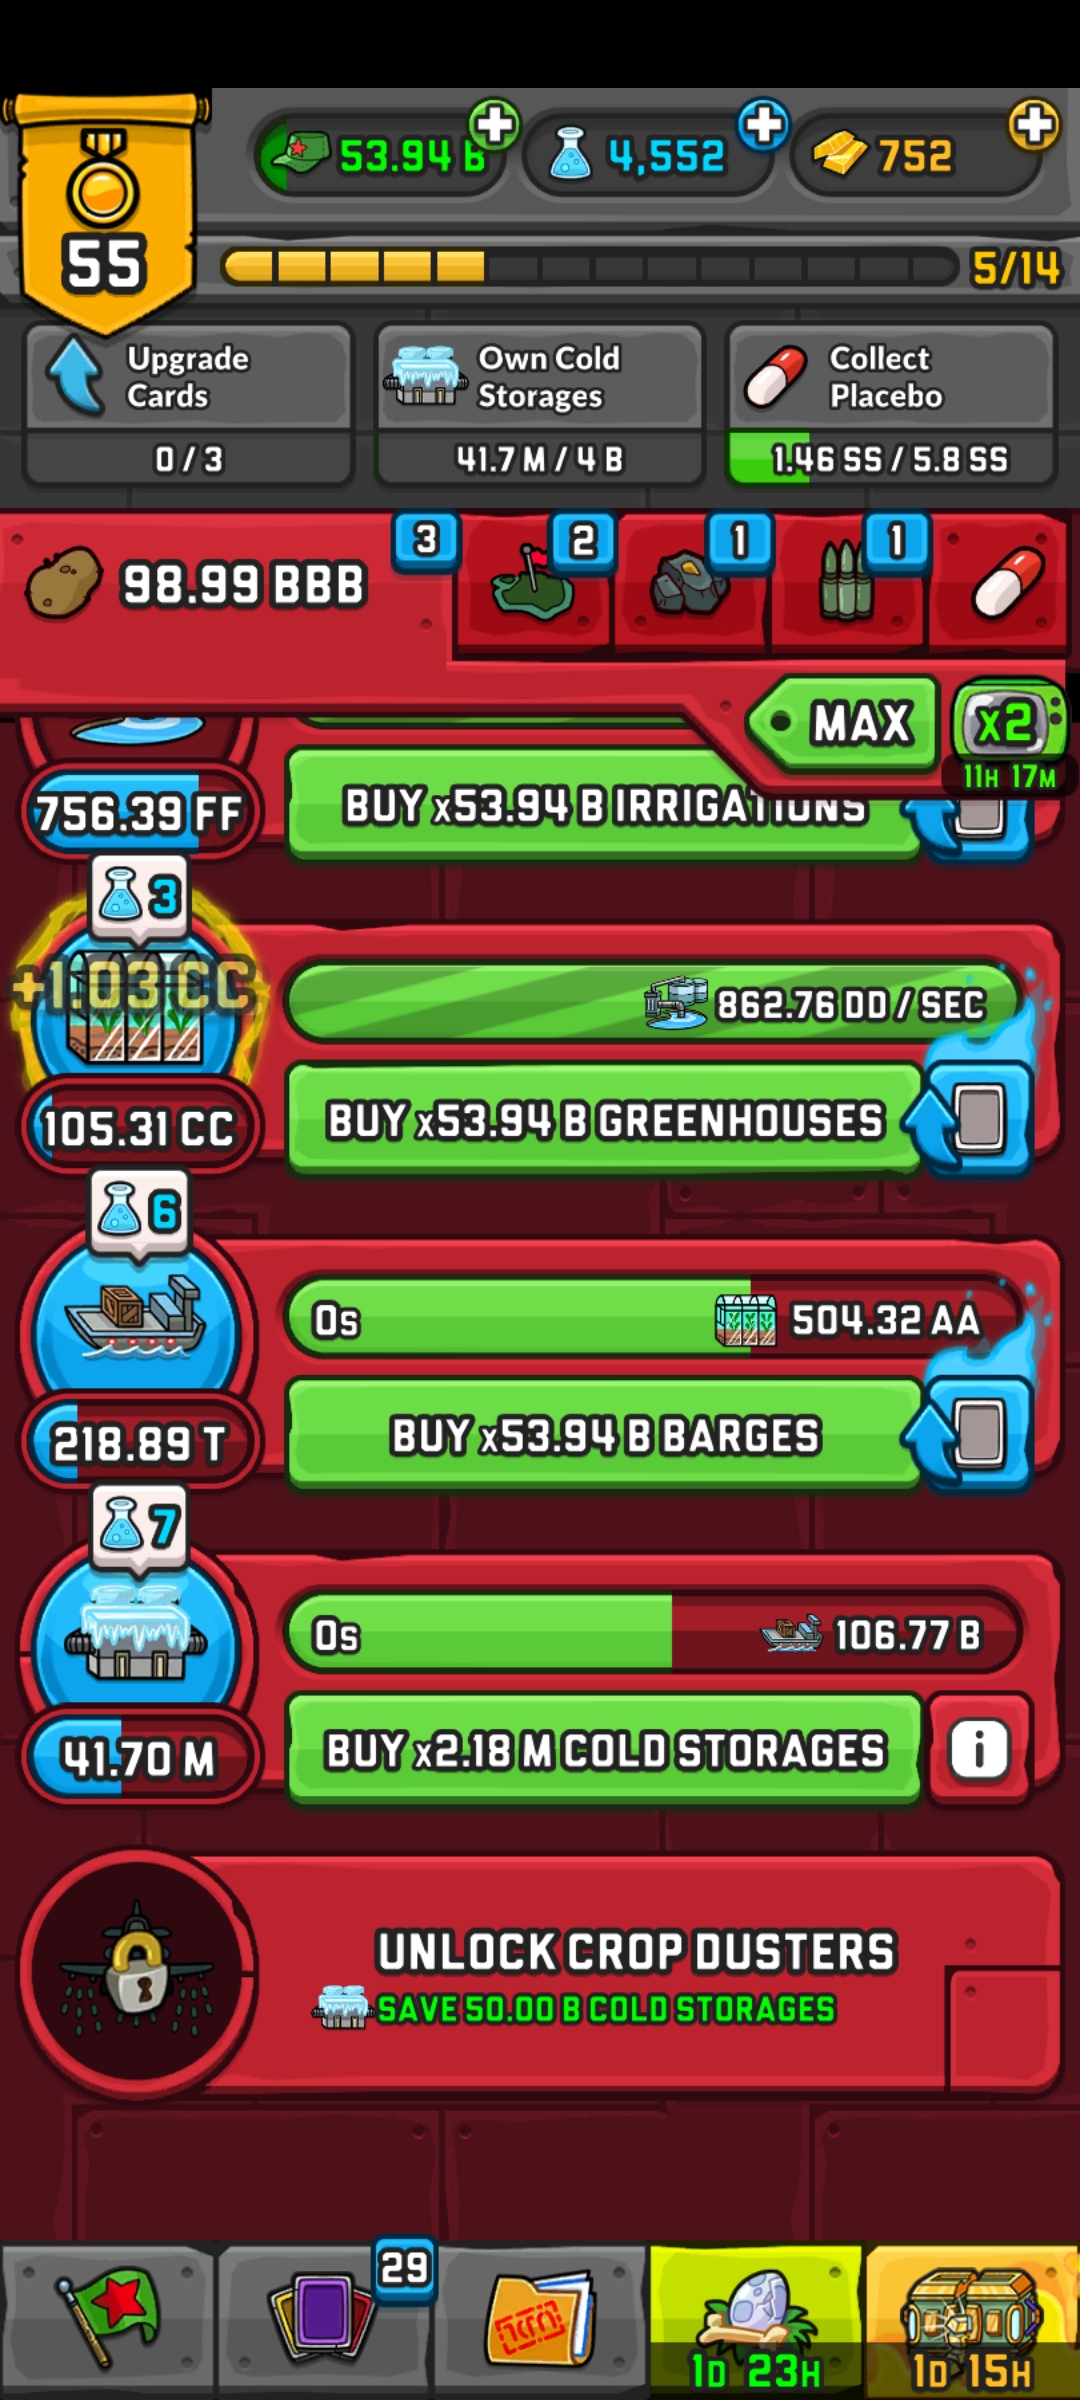 53.94 B
4,552
752
55
5/14
Upgrade
Cards
0 / 3
Own Cold
Storages
41.7 M / 4 B
Collect
Placebo
1.46 SS / 5.8 SS
98.99 BBB
3
2
1
1
MAX
x2
11H 17M
756.39 FF
BUY x53.94 B IRRIGATIONS
3
+1.03 CC
862.76 DD / SEC
105.31 CC
BUY x53.94 B GREENHOUSES
6
0s
504.32 AA
218.89 T
BUY x53.94 B BARGES
7
0s
106.77 B
41.70 M
BUY x2.18 M COLD STORAGES
i
UNLOCK CROP DUSTERS
SAVE 50.00 B COLD STORAGES
29
1D 23H
1D 15H